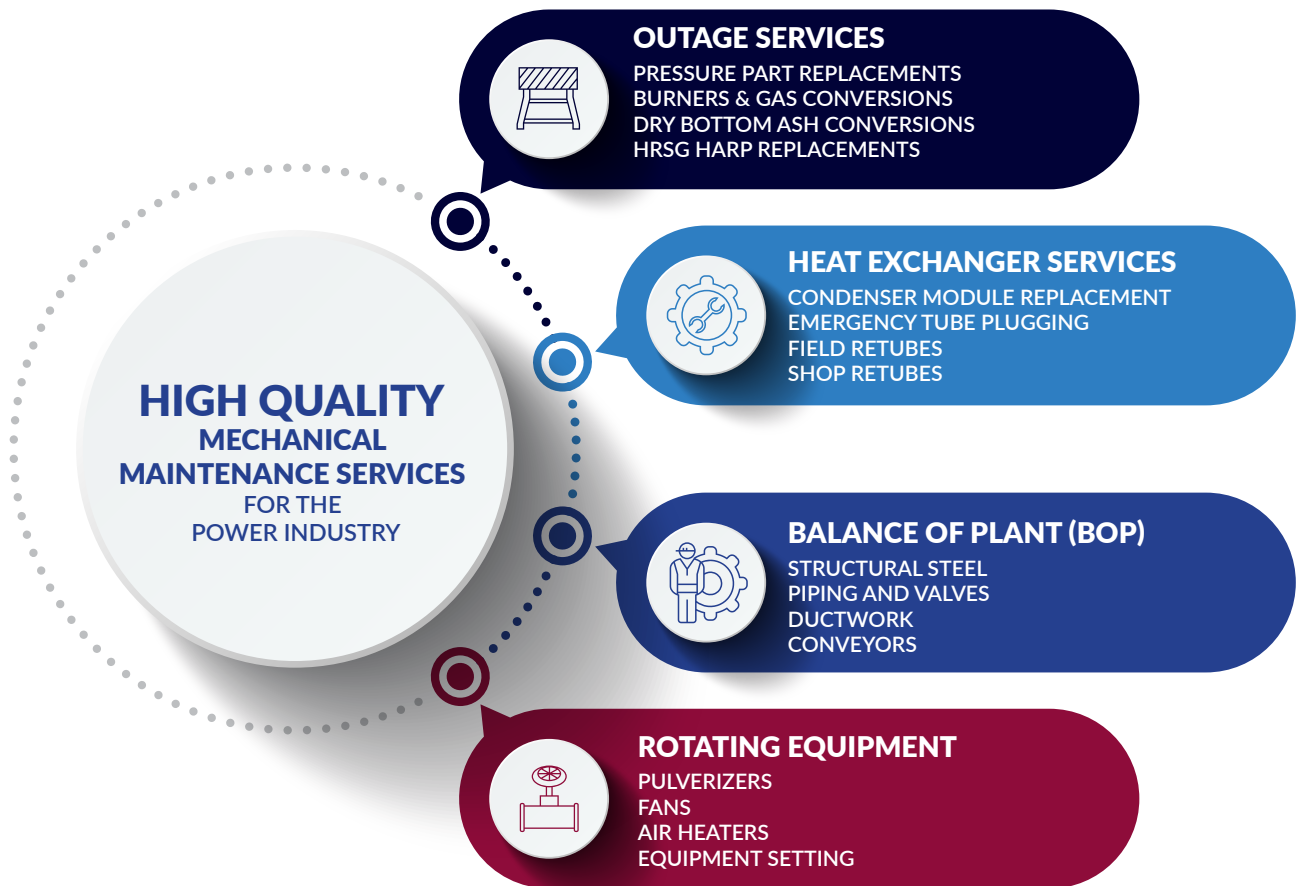 HIGH QUALITY
MECHANICAL
MAINTENANCE SERVICES
FOR THE
POWER INDUSTRY
OUTAGE SERVICES
PRESSURE PART REPLACEMENTS
BURNERS & GAS CONVERSIONS
DRY BOTTOM ASH CONVERSIONS
HRSG HARP REPLACEMENTS
HEAT EXCHANGER SERVICES
CONDENSER MODULE REPLACEMENT
EMERGENCY TUBE PLUGGING
FIELD RETUBES
SHOP RETUBES
BALANCE OF PLANT (BOP)
STRUCTURAL STEEL
PIPING AND VALVES
DUCTWORK
CONVEYORS
ROTATING EQUIPMENT
PULVERIZERS
FANS
AIR HEATERS
EQUIPMENT SETTING